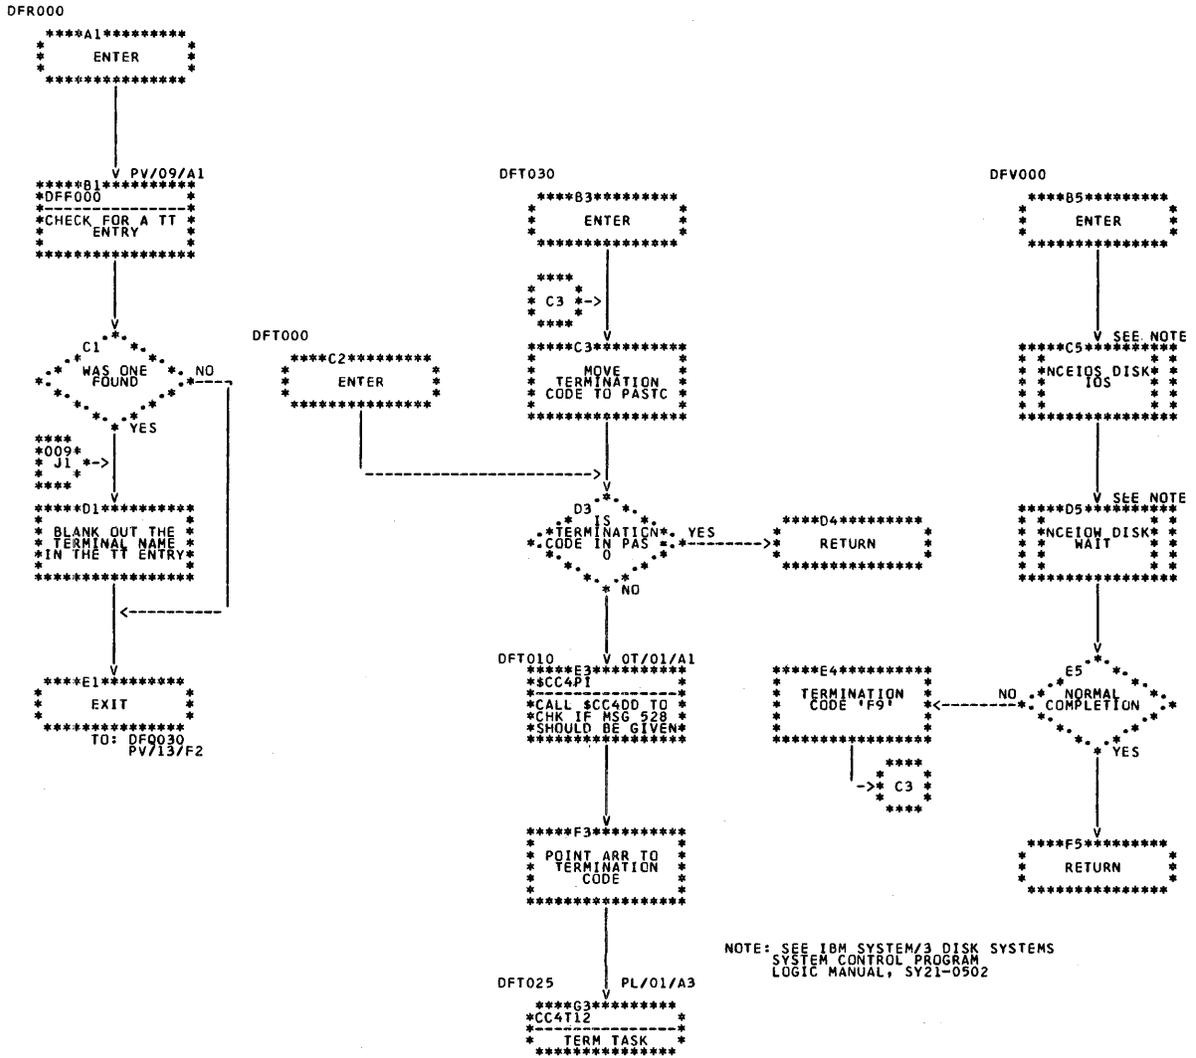 DFR000
A1
ENTER
PV/09/A1
B1
DFF000
CHECK FOR A TT
ENTRY
C1
WAS ONE
FOUND
NO
YES
009
J1
D1
BLANK OUT THE
TERMINAL NAME
IN THE TT ENTRY
E1
EXIT
TO: DFQ030
PV/13/F2
DFT000
C2
ENTER
DFT030
B3
ENTER
C3
C3
MOVE
TERMINATION
CODE TO PASTC
D3
IS
TERMINATION
CODE IN PAS =
0
YES
NO
D4
RETURN
DFT010
OT/01/A1
E3
$CC4PI
CALL $CC4DD TO
CHK IF MSG 528
SHOULD BE GIVEN
F3
POINT ARR TO
TERMINATION
CODE
DFT025
PL/01/A3
G3
CC4T12
TERM TASK
DFV000
B5
ENTER
SEE NOTE
C5
NCEIOS DISK
IOS
SEE NOTE
D5
NCEIOW DISK
WAIT
E5
NORMAL
COMPLETION
NO
YES
E4
TERMINATION
CODE 'F9'
C3
F5
RETURN
NOTE: SEE IBM SYSTEM/3 DISK SYSTEMS
SYSTEM CONTROL PROGRAM
LOGIC MANUAL, SY21-0502